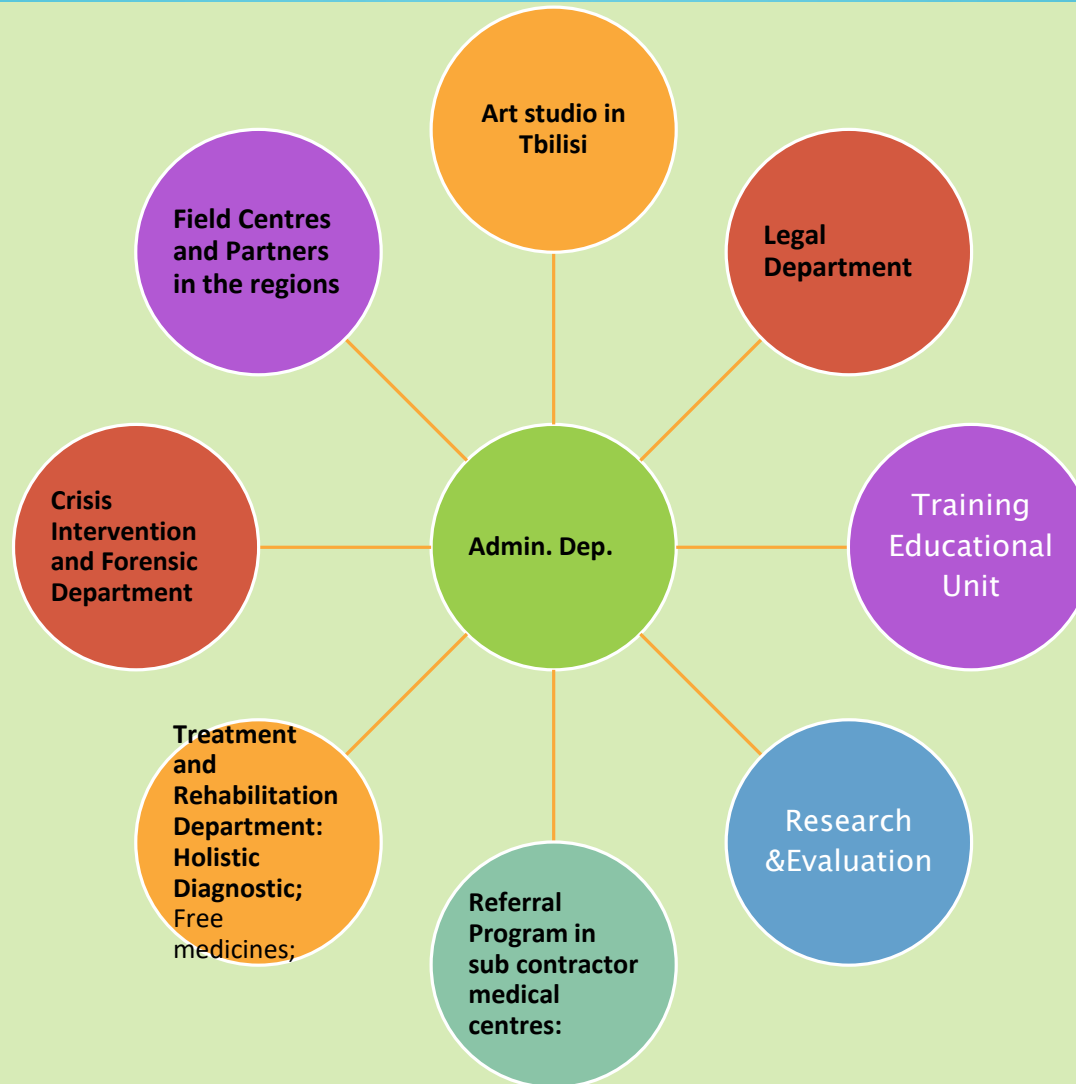 Art studio in
Tbilisi
Legal
Department
Training
Educational
Unit
Research
&Evaluation
Referral
Program in
sub contractor
medical
centres:
Treatment
and
Rehabilitation
Department:
Holistic
Diagnostic;
Free
medicines;
Crisis
Intervention
and Forensic
Department
Field Centres
and Partners
in the regions
Admin. Dep.